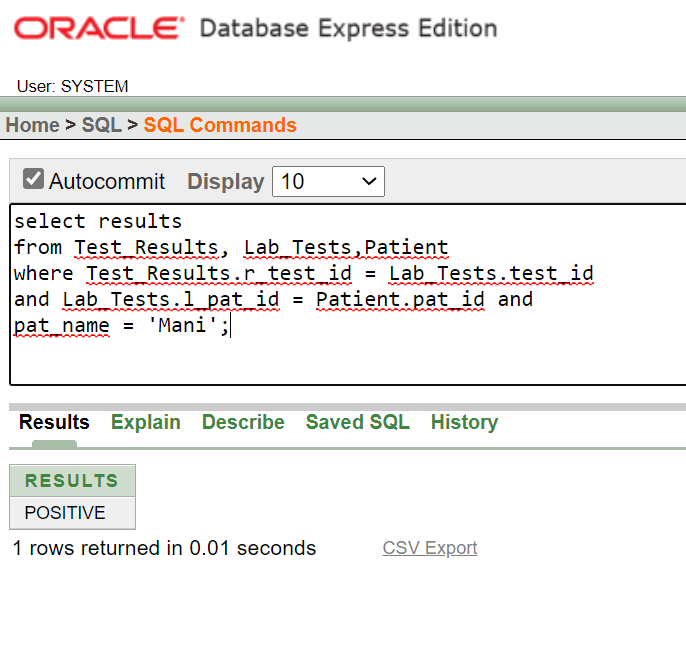 ORACLE Database Express Edition
User: SYSTEM
Home > SQL > SQL Commands
Autocommit Display 10
select results
from Test_Results, Lab_Tests,Patient
where Test_Results.r_test_id = Lab_Tests.test_id
and Lab_Tests.l_pat_id = Patient.pat_id and
pat_name = 'Mani';
Results Explain Describe Saved SQL History
RESULTS
POSITIVE
1 rows returned in 0.01 seconds CSV Export